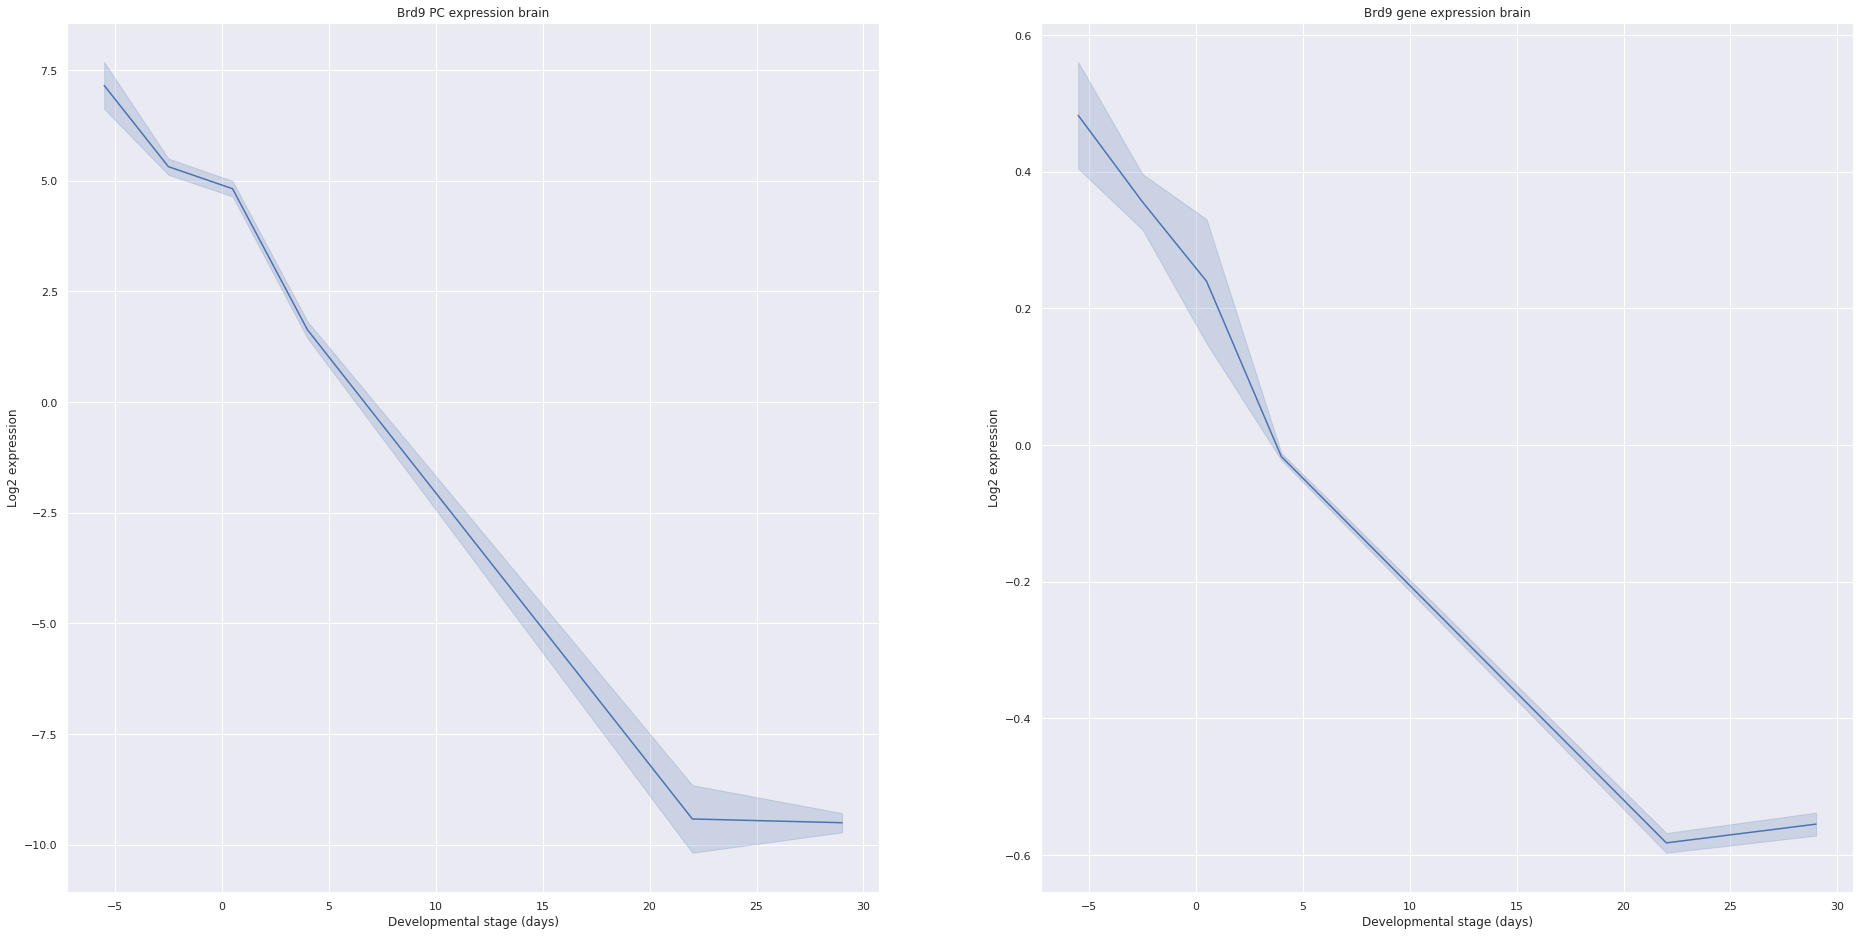 Brd9 PC expression brain
7.5
5.0
2.5
0.0
−2.5
−5.0
−7.5
−10.0
Log2 expression
−5 0 5 10 15 20 25 30
Developmental stage (days)
Brd9 gene expression brain
0.6
0.4
0.2
0.0
−0.2
−0.4
−0.6
Log2 expression
−5 0 5 10 15 20 25 30
Developmental stage (days)